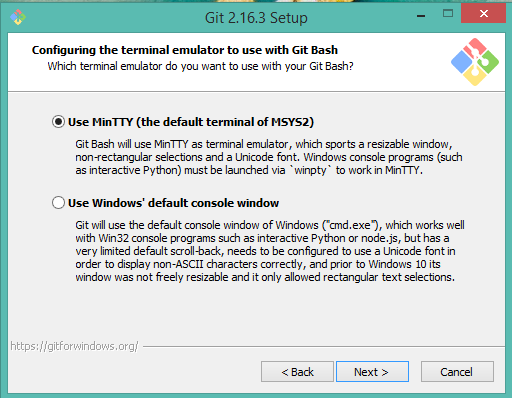 Git 2.16.3 Setup
Configuring the terminal emulator to use with Git Bash
Which terminal emulator do you want to use with your Git Bash?
Use MinTTY (the default terminal of MSYS2)
Git Bash will use MinTTY as terminal emulator, which sports a resizable window,
non-rectangular selections and a Unicode font. Windows console programs (such
as interactive Python) must be launched via `winpty` to work in MinTTY.
Use Windows' default console window
Git will use the default console window of Windows ("cmd.exe"), which works well
with Win32 console programs such as interactive Python or node.js, but has a
very limited default scroll-back, needs to be configured to use a Unicode font in
order to display non-ASCII characters correctly, and prior to Windows 10 its
window was not freely resizable and it only allowed rectangular text selections.
https://gitforwindows.org/
< Back
Next >
Cancel